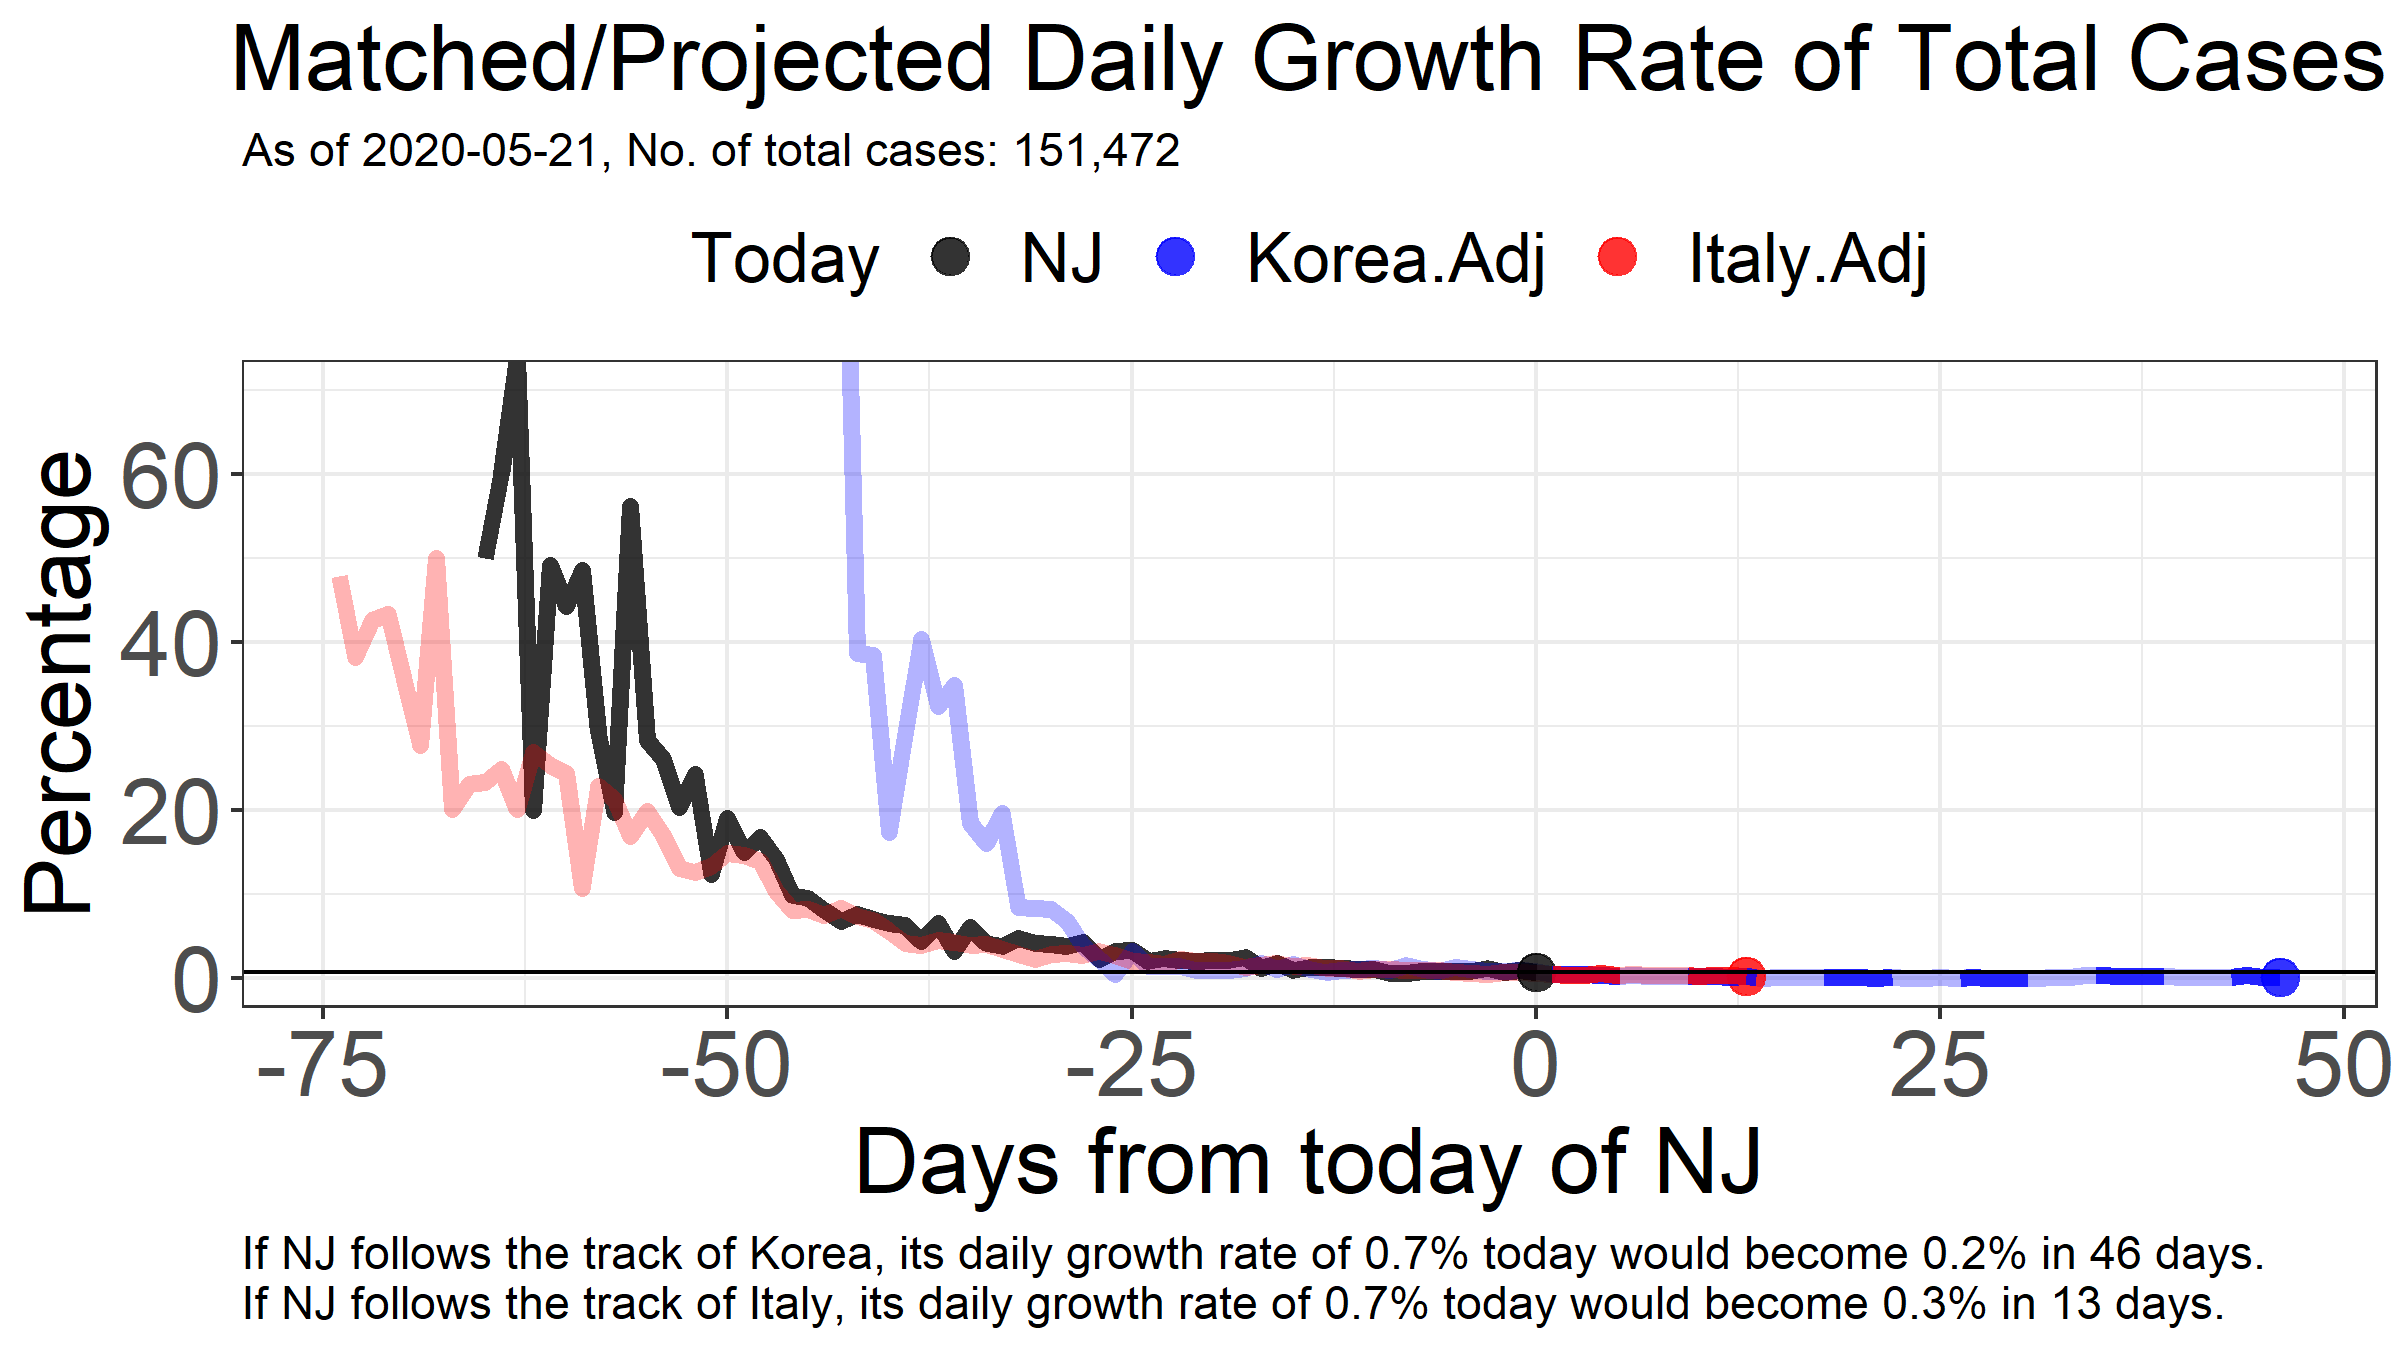 Matched/Projected Daily Growth Rate of Total Cases
As of 2020-05-21, No. of total cases: 151,472
Today NJ Korea.Adj Italy.Adj
Percentage
60
40
20
0
-75 -50 -25 0 25 50
Days from today of NJ
If NJ follows the track of Korea, its daily growth rate of 0.7% today would become 0.2% in 46 days.
If NJ follows the track of Italy, its daily growth rate of 0.7% today would become 0.3% in 13 days.